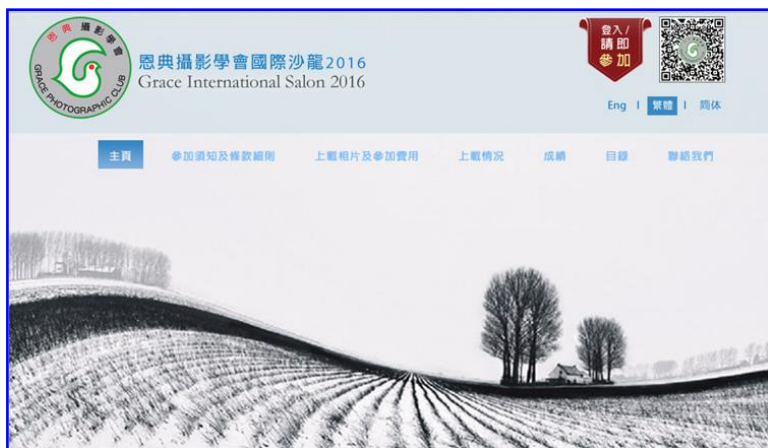 恩典攝影學會
GRACE PHOTOGRAPHIC CLUB
恩典攝影學會國際沙龍2016
Grace International Salon 2016
登入/
請即
參加
Eng | 繁體 | 简体
主頁 參加須知及條款細則 上載相片及參加費用 上載情况 成績 目錄 聯絡我們